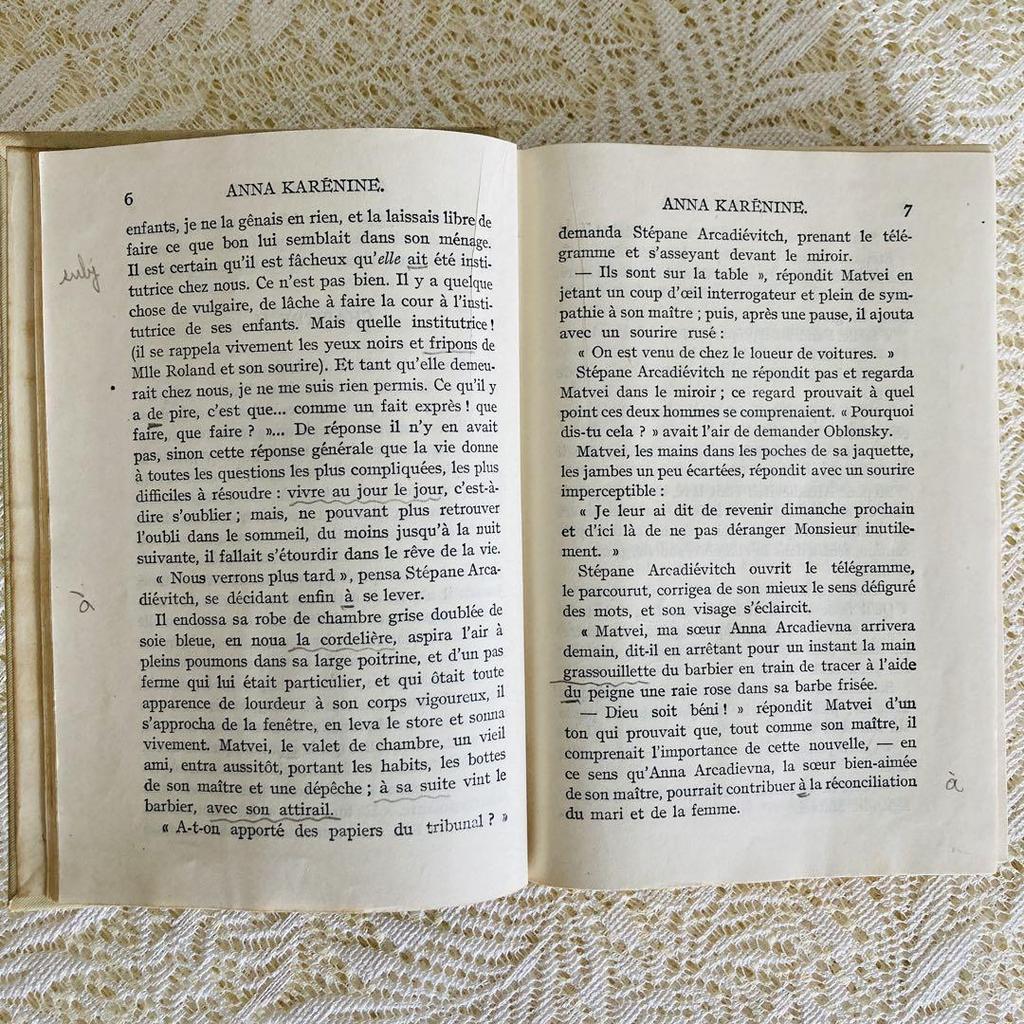 6
ANNA KARÉNINE.
enfants, je ne la gênais en rien, et la laissais libre de
faire ce que bon lui semblait dans son ménage.
subj
Il est certain qu'il est fâcheux qu'elle ait été insti-
tutrice chez nous. Ce n'est pas bien. Il y a quelque
chose de vulgaire, de lâche à faire la cour à l'insti-
tutrice de ses enfants. Mais quelle institutrice !
(il se rappela vivement les yeux noirs et fripons de
Mlle Roland et son sourire). Et tant qu'elle demeu-
rait chez nous, je ne me suis rien permis. Ce qu'il y
a de pire, c'est que... comme un fait exprès ! que
faire, que faire ? »... De réponse il n'y en avait
pas, sinon cette réponse générale que la vie donne
à toutes les questions les plus compliquées, les plus
difficiles à résoudre : vivre au jour le jour, c'est-à-
dire s'oublier ; mais, ne pouvant plus retrouver
l'oubli dans le sommeil, du moins jusqu'à la nuit
suivante, il fallait s'étourdir dans le rêve de la vie.
« Nous verrons plus tard », pensa Stépane Arca-
à
diévitch, se décidant enfin à se lever.
Il endossa sa robe de chambre grise doublée de
soie bleue, en noua la cordelière, aspira l'air à
pleins poumons dans sa large poitrine, et d'un pas
ferme qui lui était particulier, et qui ôtait toute
apparence de lourdeur à son corps vigoureux, il
s'approcha de la fenêtre, en leva le store et sonna
vivement. Matvei, le valet de chambre, un vieil
ami, entra aussitôt, portant les habits, les bottes
de son maître et une dépêche ; à sa suite vint le
barbier, avec son attirail.
« A-t-on apporté des papiers du tribunal ? »
ANNA KARÉNINE.
7
demanda Stépane Arcadiévitch, prenant le télé-
gramme et s'asseyant devant le miroir.
— Ils sont sur la table », répondit Matvei en
jetant un coup d'œil interrogateur et plein de sym-
pathie à son maître ; puis, après une pause, il ajouta
avec un sourire rusé :
« On est venu de chez le loueur de voitures. »
Stépane Arcadiévitch ne répondit pas et regarda
Matvei dans le miroir ; ce regard prouvait à quel
point ces deux hommes se comprenaient. « Pourquoi
dis-tu cela ? » avait l'air de demander Oblonsky.
Matvei, les mains dans les poches de sa jaquette,
les jambes un peu écartées, répondit avec un sourire
imperceptible :
« Je leur ai dit de revenir dimanche prochain
et d'ici là de ne pas déranger Monsieur inutile-
ment. »
Stépane Arcadiévitch ouvrit le télégramme,
le parcourut, corrigea de son mieux le sens défiguré
des mots, et son visage s'éclaircit.
« Matvei, ma sœur Anna Arcadievna arrivera
demain, dit-il en arrêtant pour un instant la main
grassouillette du barbier en train de tracer à l'aide
du peigne une raie rose dans sa barbe frisée.
— Dieu soit béni ! » répondit Matvei d'un
ton qui prouvait que, tout comme son maître, il
comprenait l'importance de cette nouvelle, — en
ce sens qu'Anna Arcadievna, la sœur bien-aimée
de son maître, pourrait contribuer à la réconciliation
à
du mari et de la femme.